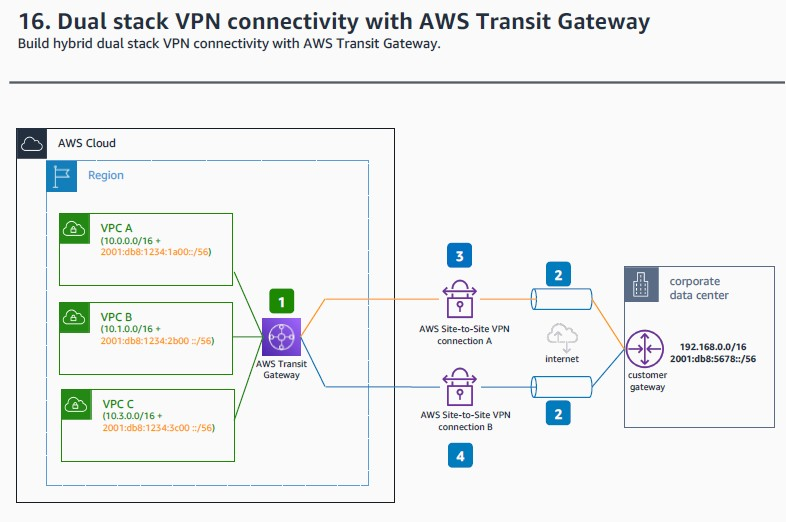 16. Dual stack VPN connectivity with AWS Transit Gateway
Build hybrid dual stack VPN connectivity with AWS Transit Gateway.
AWS Cloud
Region
VPC A
(10.0.0.0/16 +
2001:db8:1234:1a00::/56)
VPC B
(10.1.0.0/16 +
2001:db8:1234:2b00 ::/56)
VPC C
(10.3.0.0/16 +
2001:db8:1234:3c00 ::/56)
1
AWS Transit
Gateway
3
AWS Site-to-Site VPN
connection A
2
internet
AWS Site-to-Site VPN
connection B
2
4
corporate
data center
192.168.0.0/16
2001:db8:5678::/56
customer
gateway